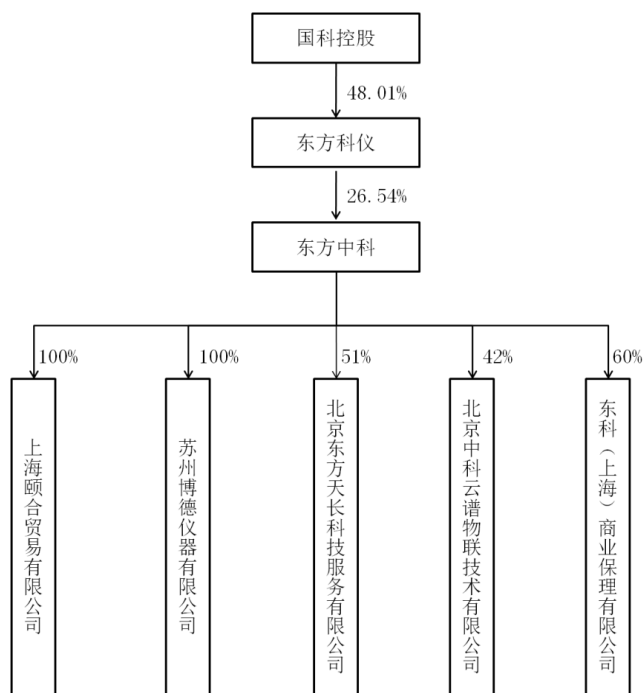 国科控股
48.01%
东方科仪
26.54%
东方中科
100%
100%
51%
42%
60%
上海颐合贸易有限公司
苏州博德仪器有限公司
北京东方天长科技服务有限公司
北京中科云谱物联技术有限公司
东科（上海）商业保理有限公司